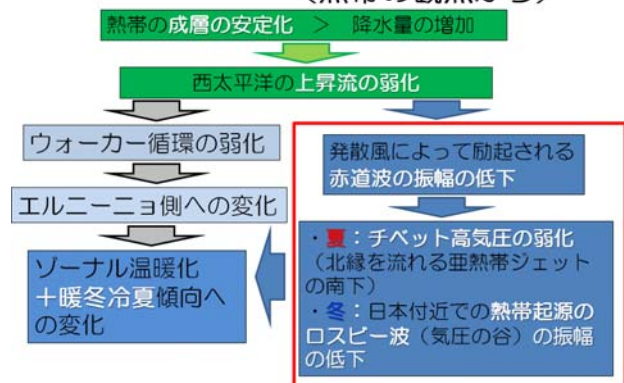 熱帯の成層の安定化 ＞ 降水量の増加
西太平洋の上昇流の弱化
ウォーカー循環の弱化
エルニーニョ側への変化
ゾーナル温暖化
＋暖冬冷夏傾向へ
の変化
発散風によって励起される
赤道波の振幅の低下
・夏：チベット高気圧の弱化
（北縁を流れる亜熱帯ジェット
の南下）
・冬：日本付近での熱帯起源の
ロスビー波（気圧の谷）の振幅
の低下